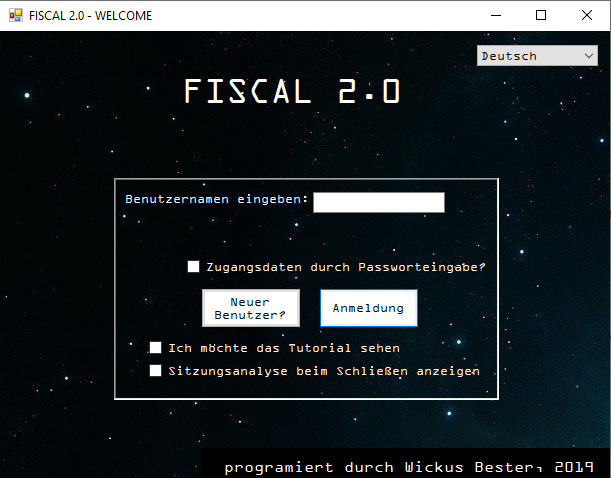 FISCAL 2.0 - WELCOME
Deutsch
FISCAL 2.0
Benutzernamen eingeben:
Zugangsdaten durch Passworteingabe?
Neuer
Benutzer?
Anmeldung
Ich möchte das Tutorial sehen
Sitzungsanalyse beim Schließen anzeigen
programiert durch Wickus Bester, 2019